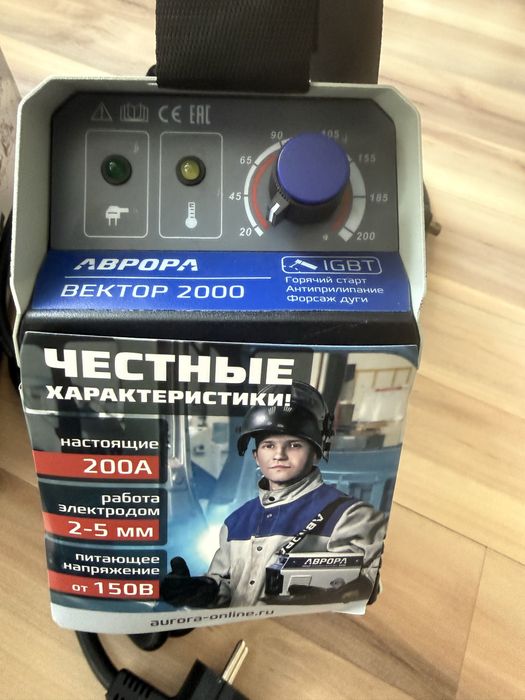 CE EAC
90 105
65 155
45 185
20 200
АВРОРА
IGBT
ВЕКТОР 2000
Горячий старт
Антиприлипание
Форсаж дуги
ЧЕСТНЫЕ
ХАРАКТЕРИСТИКИ!
настоящие
200А
работа
электродом
2-5 мм
питающее
напряжение
от 150В
АВРОРА
АВРОРА
aurora-online.ru